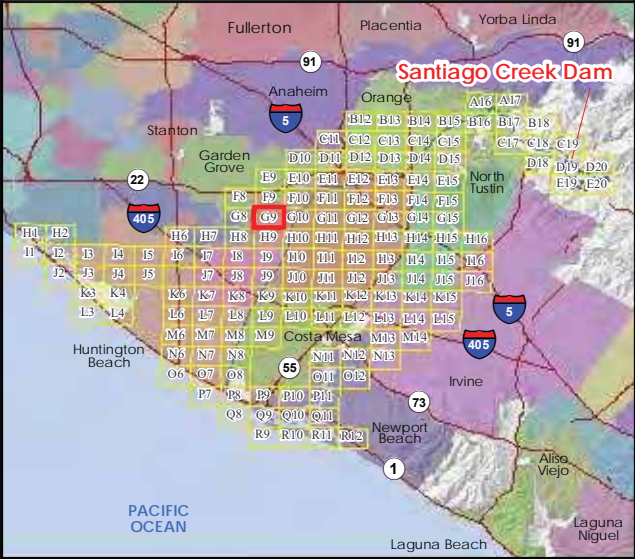 Fullerton
Placentia
Yorba Linda
91
91
Santiago Creek Dam
Anaheim
Orange
A16 A17
5
B12 B13 B14 B15 B16 B17 B18
Stanton
C11 C12 C13 C14 C15 C17 C18 C19
Garden
Grove
D10 D11 D12 D13 D14 D15 D18 D19 D20
22
E9 E10 E11 E12 E13 E14 E15 E19 E20
North
Tustin
F8 F9 F10 F11 F12 F13 F14 F15
405
G8 G9 G10 G11 G12 G13 G14 G15
H1 H2 H6 H7 H8 H9 H10 H11 H12 H13 H14 H15 H16
I1 I2 I3 I4 I5 I6 I7 I8 I9 I10 I11 I12 I13 I14 I15 I16
J2 J3 J4 J5 J7 J8 J9 J10 J11 J12 J13 J14 J15 J16
K3 K4 K6 K7 K8 K9 K10 K11 K12 K13 K14 K15
5
L3 L4 L6 L7 L8 L9 L10 L11 L12 L13 L14 L15
M6 M7 M8 M9 Costa Mesa M13 M14
405
Huntington
Beach
N6 N7 N8 N11 N12 N13
55
O6 O7 O8 O11 O12
Irvine
P7 P8 P9 P10 P11
73
Q8 Q9 Q10 Q11
Newport
Beach
R9 R10 R11 R12
1
Aliso
Viejo
PACIFIC
OCEAN
Laguna
Niguel
Laguna Beach